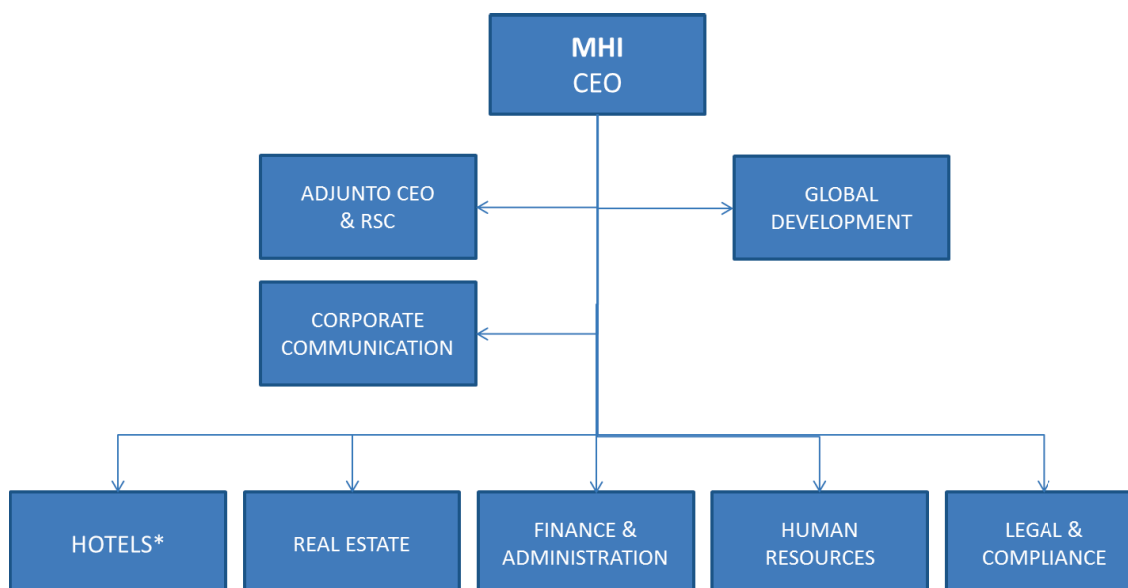 MHI
CEO
ADJUNTO CEO
& RSC
GLOBAL
DEVELOPMENT
CORPORATE
COMMUNICATION
HOTELS*
REAL ESTATE
FINANCE &
ADMINISTRATION
HUMAN
RESOURCES
LEGAL &
COMPLIANCE